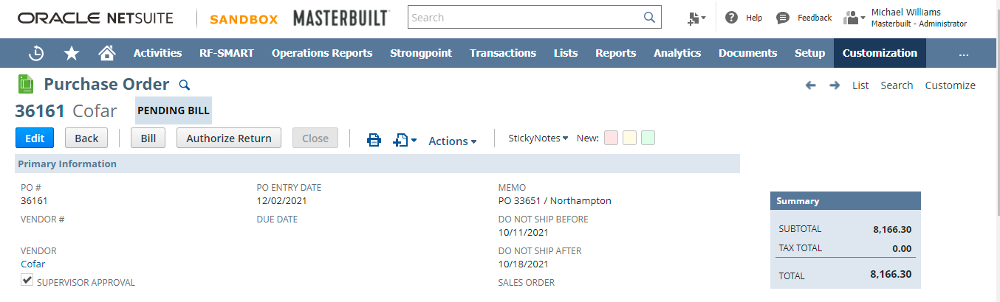 ORACLE NETSUITE SANDBOX MASTERBUILT Search Help Feedback Michael Williams
Masterbuilt - Administrator
Activities RF-SMART Operations Reports Strongpoint Transactions Lists Reports Analytics Documents Setup Customization ...
Purchase Order List Search Customize
36161 Cofar PENDING BILL
Edit Back Bill Authorize Return Close Actions StickyNotes New:
Primary Information
PO # PO ENTRY DATE MEMO
36161 12/02/2021 PO 33651 / Northampton
Summary
VENDOR # DUE DATE DO NOT SHIP BEFORE
10/11/2021
SUBTOTAL 8,166.30
TAX TOTAL 0.00
VENDOR DO NOT SHIP AFTER
Cofar 10/18/2021
TOTAL 8,166.30
SUPERVISOR APPROVAL SALES ORDER